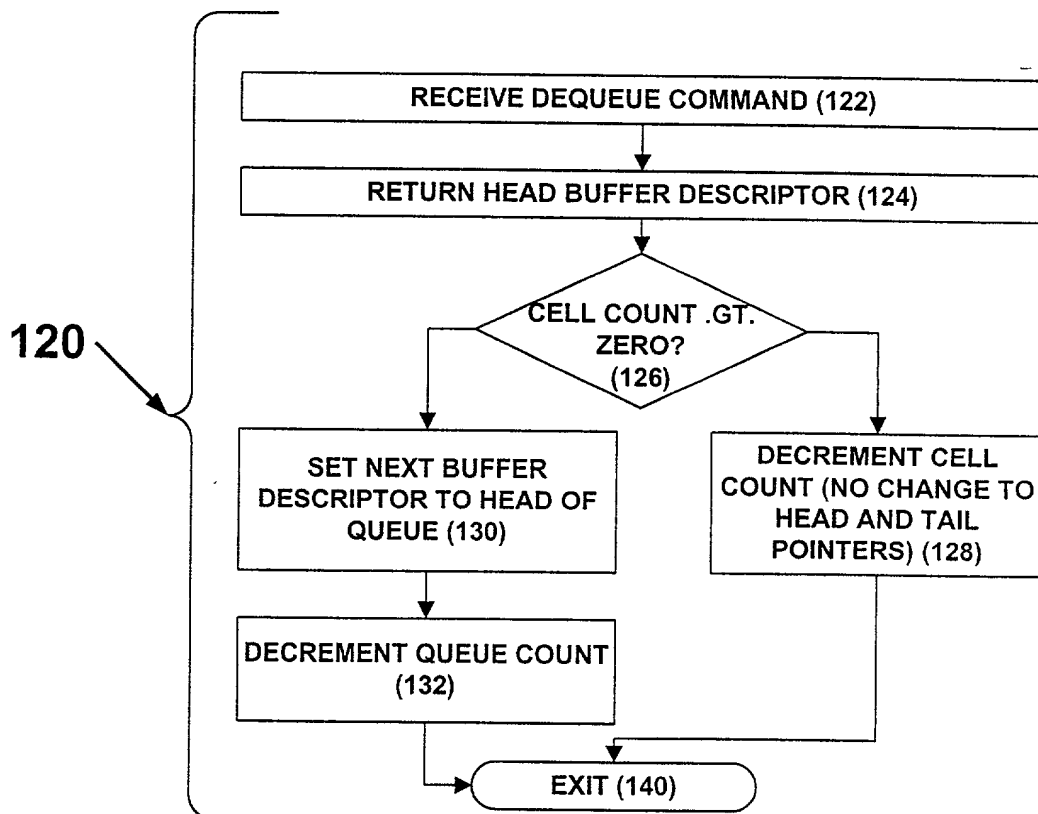 RECEIVE DEQUEUE COMMAND (122)
RETURN HEAD BUFFER DESCRIPTOR (124)
CELL COUNT .GT.
ZERO?
(126)
120
SET NEXT BUFFER
DESCRIPTOR TO HEAD OF
QUEUE (130)
DECREMENT CELL
COUNT (NO CHANGE TO
HEAD AND TAIL
POINTERS) (128)
DECREMENT QUEUE COUNT
(132)
EXIT (140)